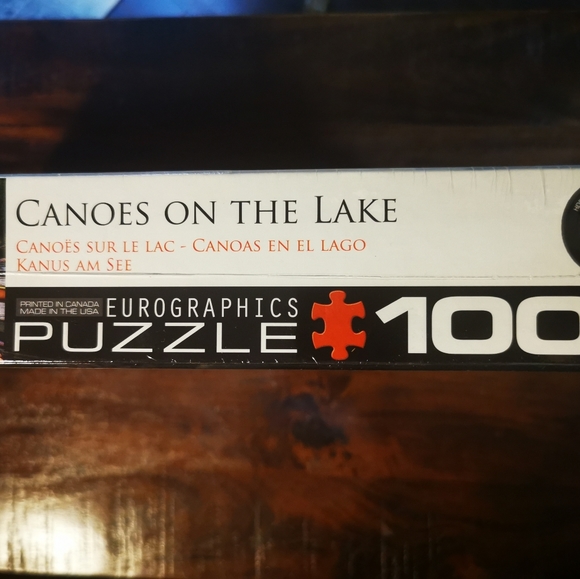 CANOES ON THE LAKE
CANOËS SUR LE LAC - CANOAS EN EL LAGO
KANUS AM SEE
PRINTED IN CANADA
MADE IN THE USA
EUROGRAPHICS
PUZZLE 100